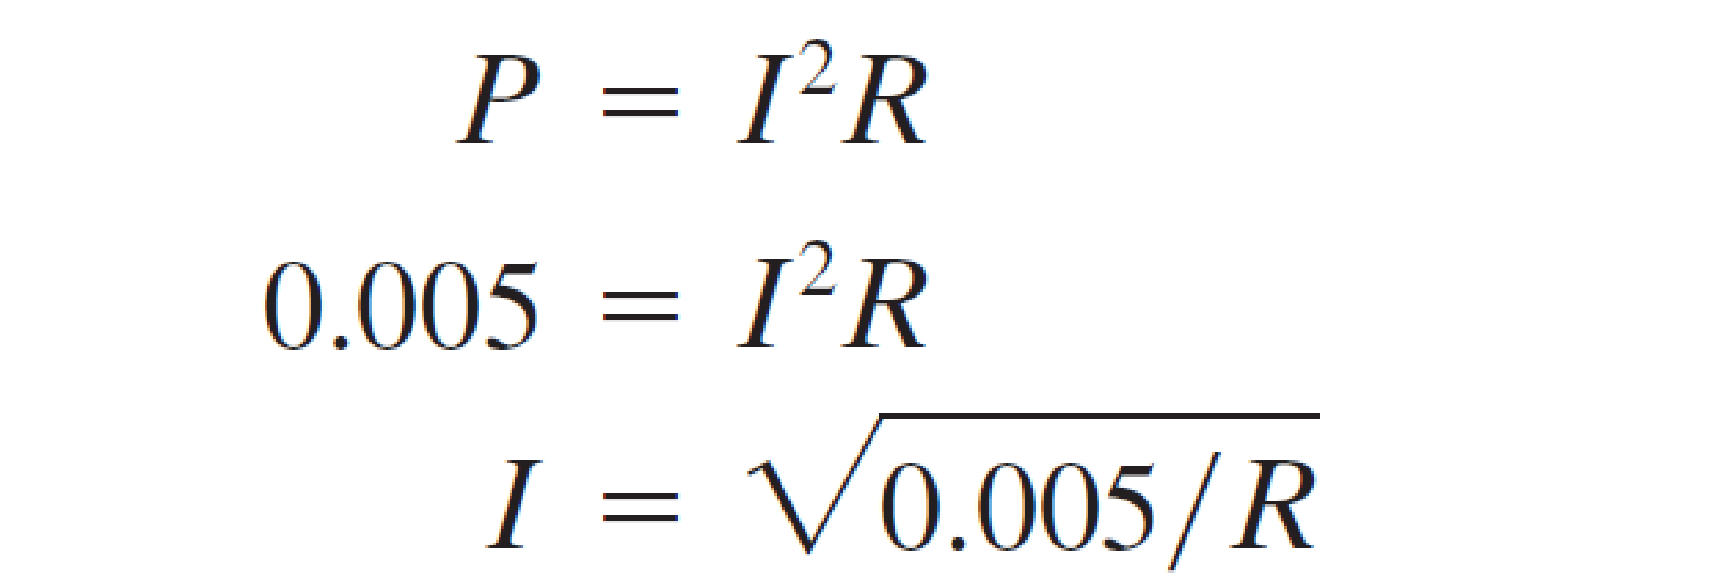 P = I²R
0.005 = I²R
I = √0.005/R